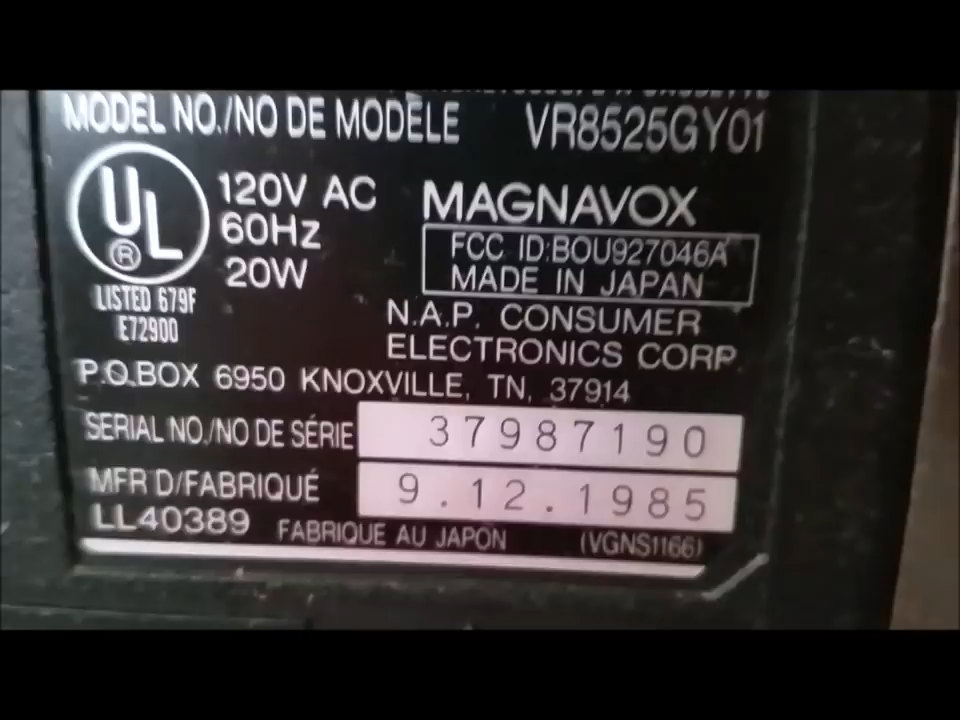 MODEL NO./NO DE MODÈLE VR8525GY01
UL
®
LISTED 679F
E72900
120V AC
60Hz
20W
MAGNAVOX
FCC ID:BOU927046A
MADE IN JAPAN
N.A.P. CONSUMER
ELECTRONICS CORP.
P.O.BOX 6950 KNOXVILLE, TN, 37914
SERIAL NO./NO DE SÉRIE 37987190
MFR D/FABRIQUÉ 9.12.1985
LL40389 FABRIQUE AU JAPON (VGNS1166)